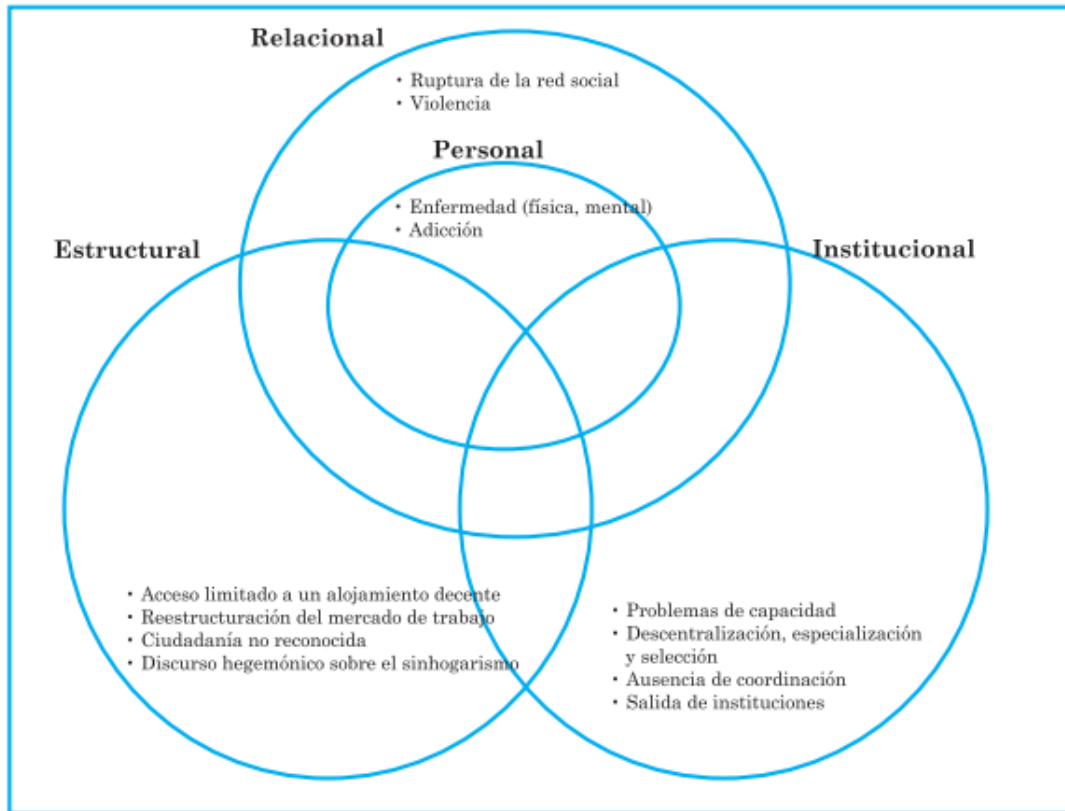 Relacional
• Ruptura de la red social
• Violencia
Personal
• Enfermedad (física, mental)
• Adicción
Estructural
Institucional
• Acceso limitado a un alojamiento decente
• Reestructuración del mercado de trabajo
• Ciudadanía no reconocida
• Discurso hegemónico sobre el sinhogarismo
• Problemas de capacidad
• Descentralización, especialización
y selección
• Ausencia de coordinación
• Salida de instituciones